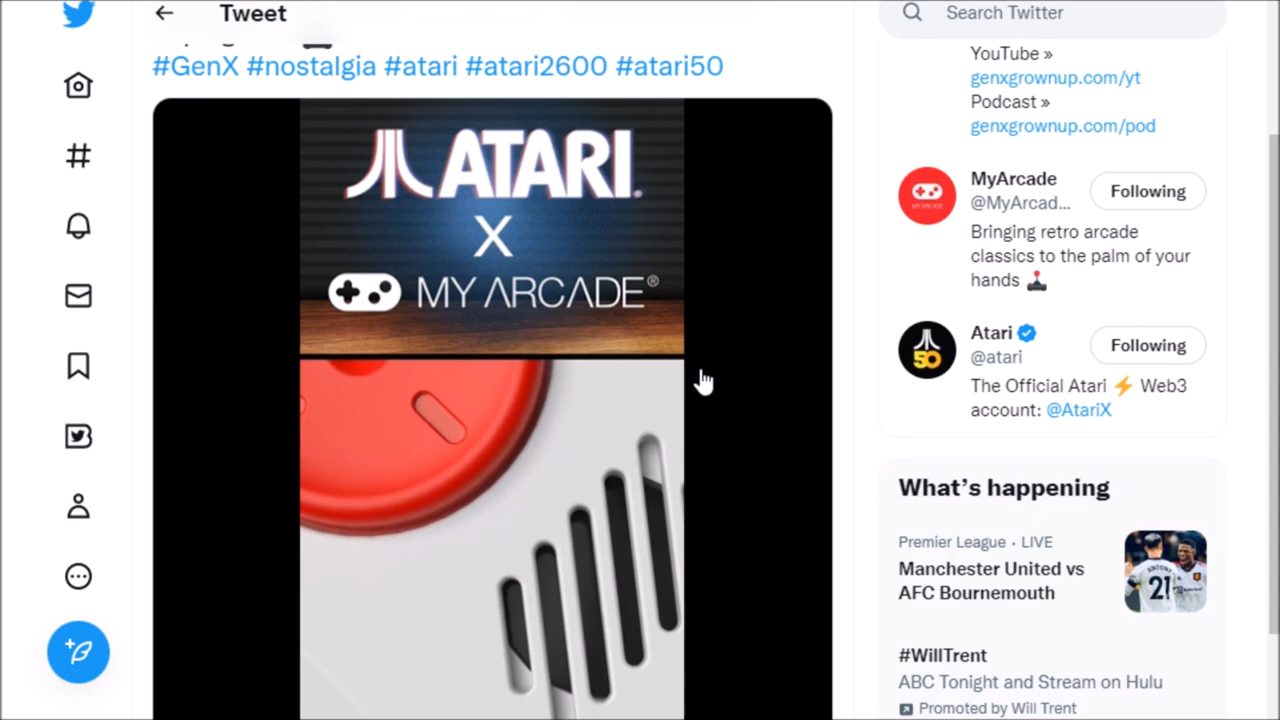 Tweet
Search Twitter
#GenX #nostalgia #atari #atari2600 #atari50
ATARI
X
MY ARCADE®
YouTube »
genxgrownup.com/yt
Podcast »
genxgrownup.com/pod
MyArcade
@MyArcad...
Following
Bringing retro arcade
classics to the palm of your
hands
Atari
@atari
Following
The Official Atari ⚡ Web3
account: @AtariX
50
What's happening
Premier League · LIVE
Manchester United vs
AFC Bournemouth
ANTONY
21
#WillTrent
ABC Tonight and Stream on Hulu
Promoted by Will Trent